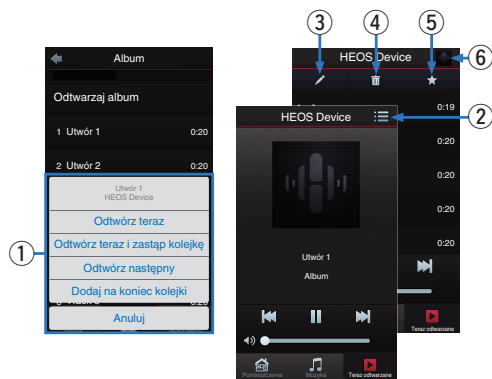 ③
④
⑤
Album
HEOS Device
⑥
Odtwarzaj album
0:19
1 Utwór 1
0:20
HEOS Device
②
2 Utwór 2
0:20
0:20
Utwór 1
HEOS Device
0:20
Odtwórz teraz
0:20
①
Odtwórz teraz i zastąp kolejkę
0:20
Odtwórz następny
Utwór 1
Dodaj na koniec kolejki
Album
0:20
Anuluj
Pomieszczenia
Muzyka
Teraz odtwarzane
Teraz odtwarzane